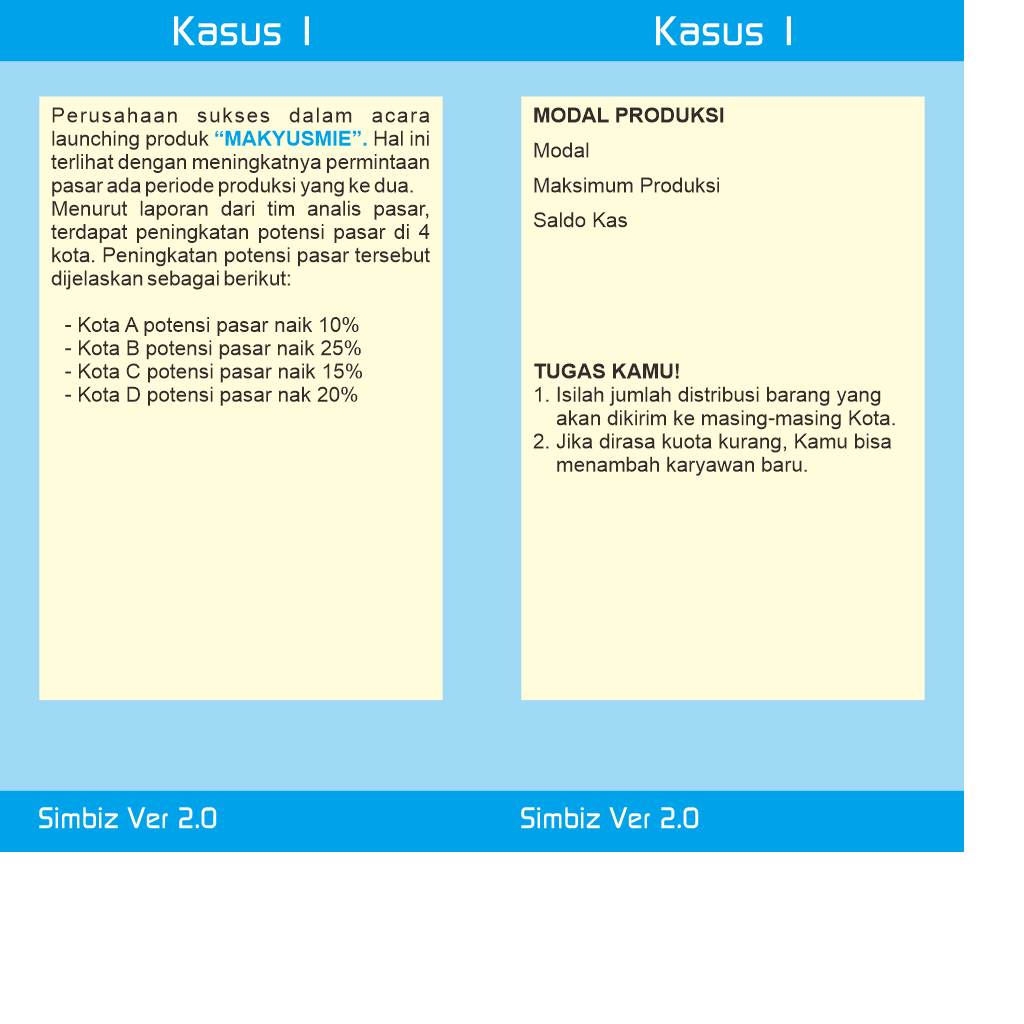 Kasus 1
Perusahaan sukses dalam acara
launching produk “MAKYUSMIE”. Hal ini
terlihat dengan meningkatnya permintaan
pasar ada periode produksi yang ke dua.
Menurut laporan dari tim analis pasar,
terdapat peningkatan potensi pasar di 4
kota. Peningkatan potensi pasar tersebut
dijelaskan sebagai berikut:
- Kota A potensi pasar naik 10%
- Kota B potensi pasar naik 25%
- Kota C potensi pasar naik 15%
- Kota D potensi pasar nak 20%
Simbiz Ver 2.0
Kasus 1
MODAL PRODUKSI
Modal
Maksimum Produksi
Saldo Kas
TUGAS KAMU!
1. Isilah jumlah distribusi barang yang
akan dikirim ke masing-masing Kota.
2. Jika dirasa kuota kurang, Kamu bisa
menambah karyawan baru.
Simbiz Ver 2.0